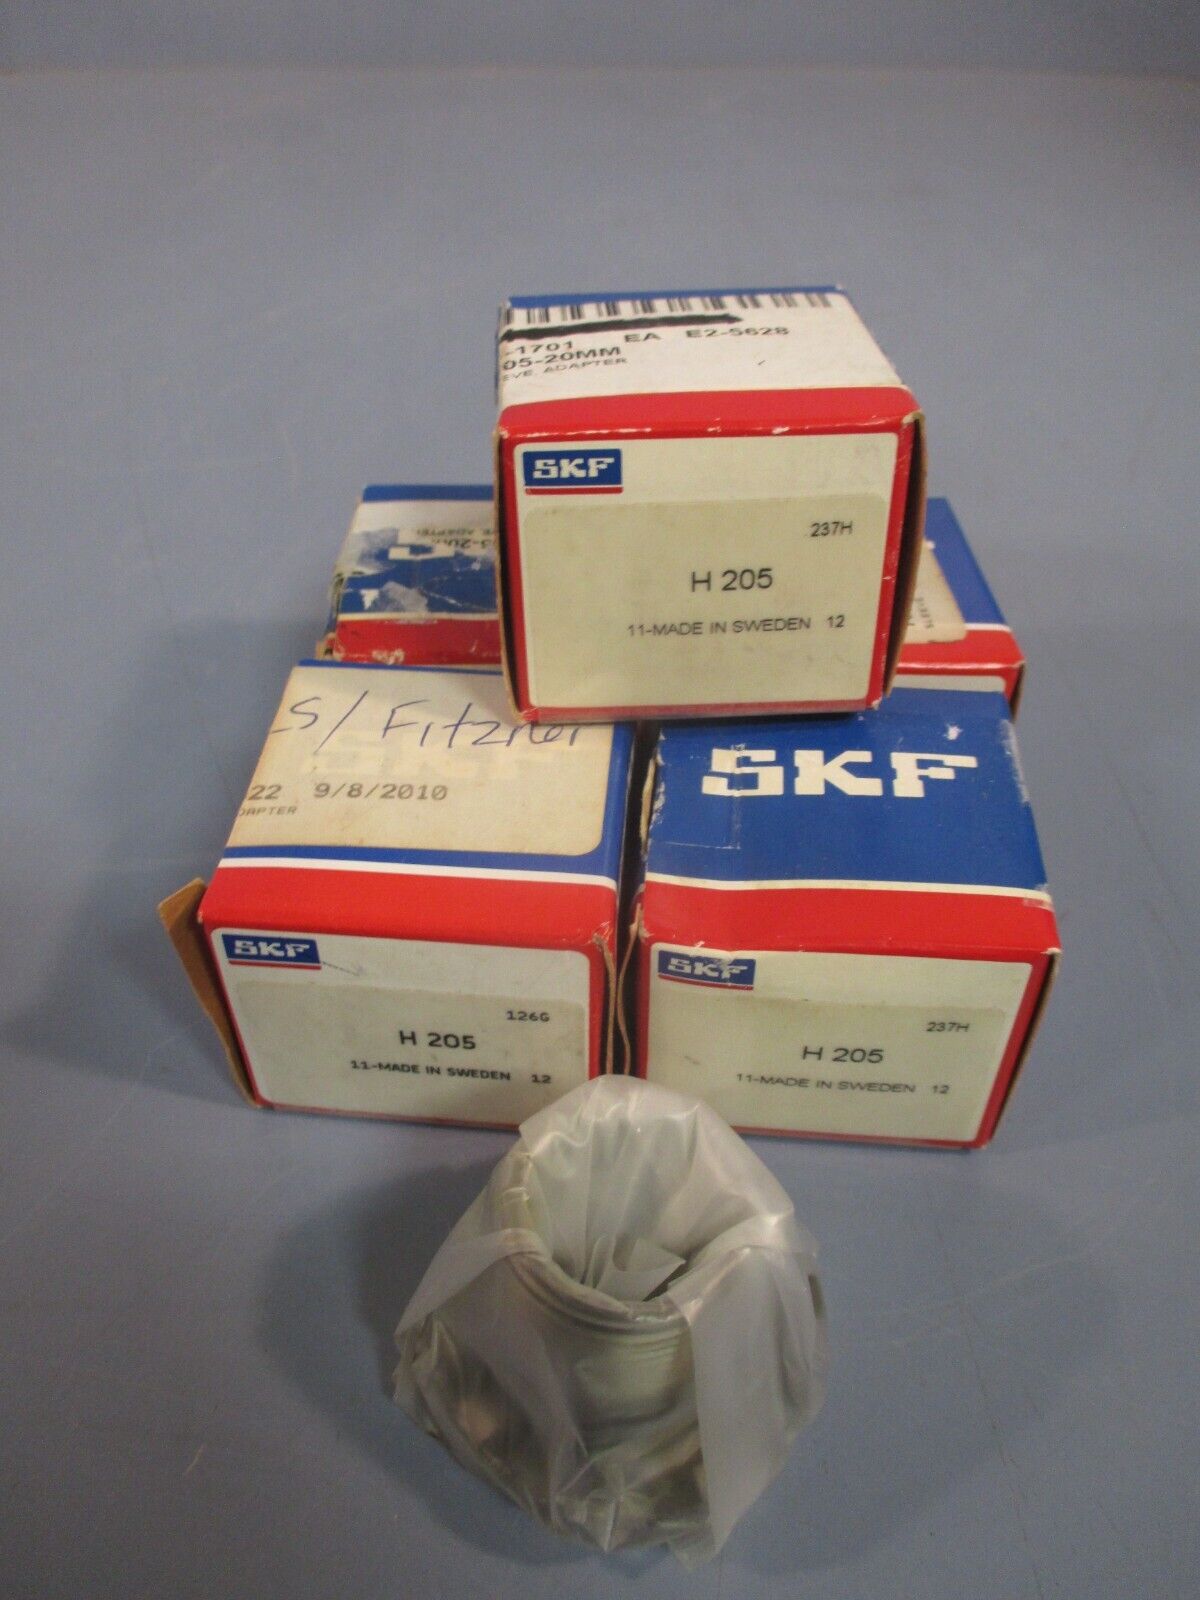 -1701 EA E2-5628
05-20MM
EVE, ADAPTER
SKF
237H
H 205
11-MADE IN SWEDEN 12
S/ Fitzner
SKF
22 9/8/2010
DAPTER
SKF
126G
H 205
11-MADE IN SWEDEN 12
SKF
SKF
237H
H 205
11-MADE IN SWEDEN 12